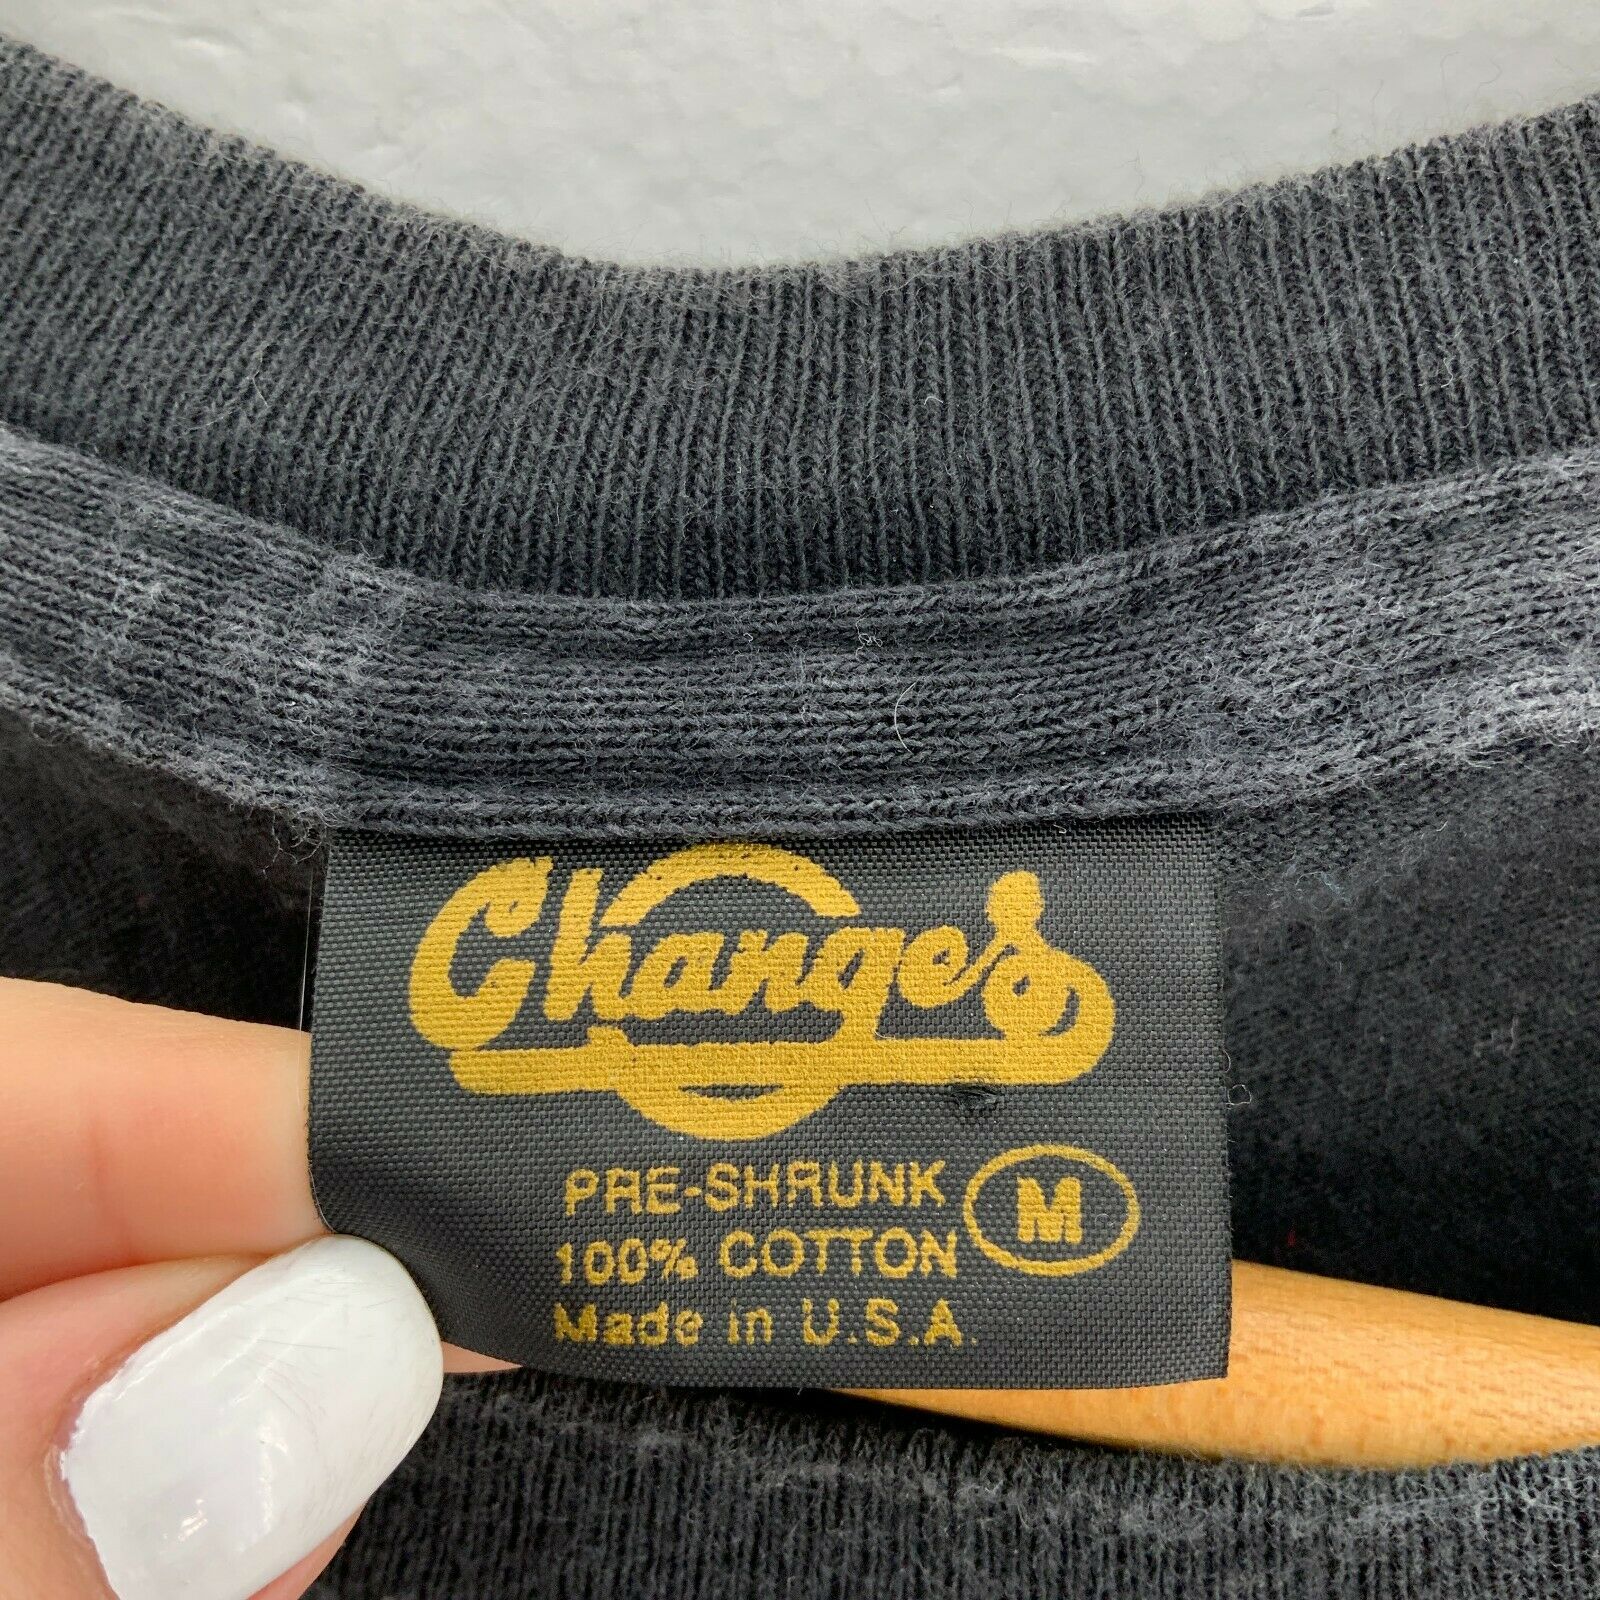 Changes
PRE-SHRUNK
100% COTTON
M
Made in U.S.A.